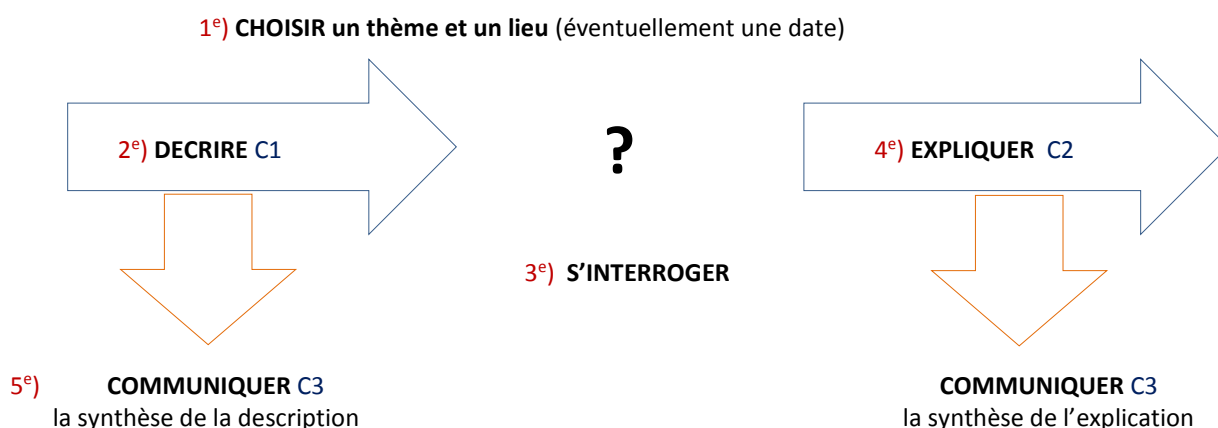 1e) CHOISIR un thème et un lieu (éventuellement une date)
2e) DECRIRE C1
?
4e) EXPLIQUER C2
3e) S’INTERROGER
5e) COMMUNIQUER C3
la synthèse de la description
COMMUNIQUER C3
la synthèse de l’explication